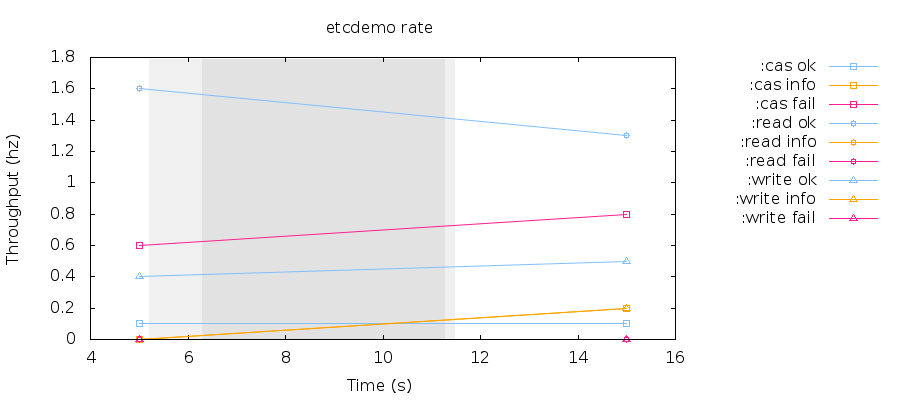 etcdemo rate
Throughput (hz)
1.8
1.6
1.4
1.2
1
0.8
0.6
0.4
0.2
0
4 6 8 10 12 14 16
Time (s)
:cas ok
:cas info
:cas fail
:read ok
:read info
:read fail
:write ok
:write info
:write fail